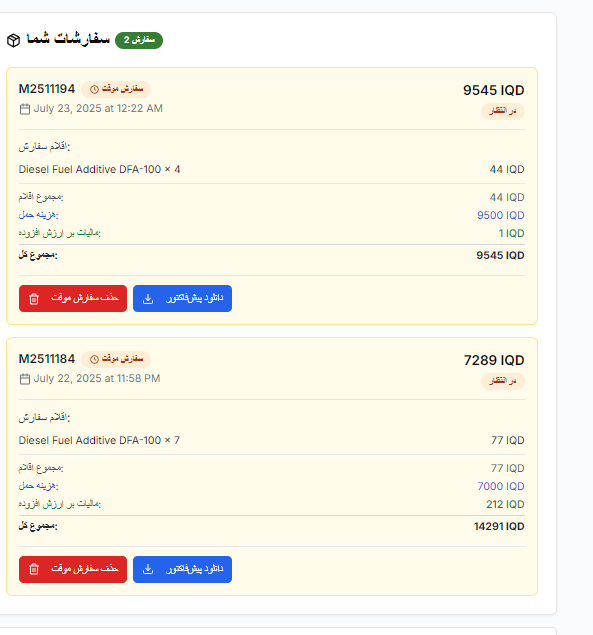 سفارشات شما 2 سفارش
M2511194 سفارش موقت 9545 IQD
July 23, 2025 at 12:22 AM در انتظار
اقلام سفارش:
Diesel Fuel Additive DFA-100 × 4 44 IQD
مجموع اقلام: 44 IQD
هزینه حمل: 9500 IQD
مالیات بر ارزش افزوده: 1 IQD
مجموع کل: 9545 IQD
حذف سفارش موقت دانلود پیش‌فاکتور
M2511184 سفارش موقت 7289 IQD
July 22, 2025 at 11:58 PM در انتظار
اقلام سفارش:
Diesel Fuel Additive DFA-100 × 7 77 IQD
مجموع اقلام: 77 IQD
هزینه حمل: 7000 IQD
مالیات بر ارزش افزوده: 212 IQD
مجموع کل: 14291 IQD
حذف سفارش موقت دانلود پیش‌فاکتور